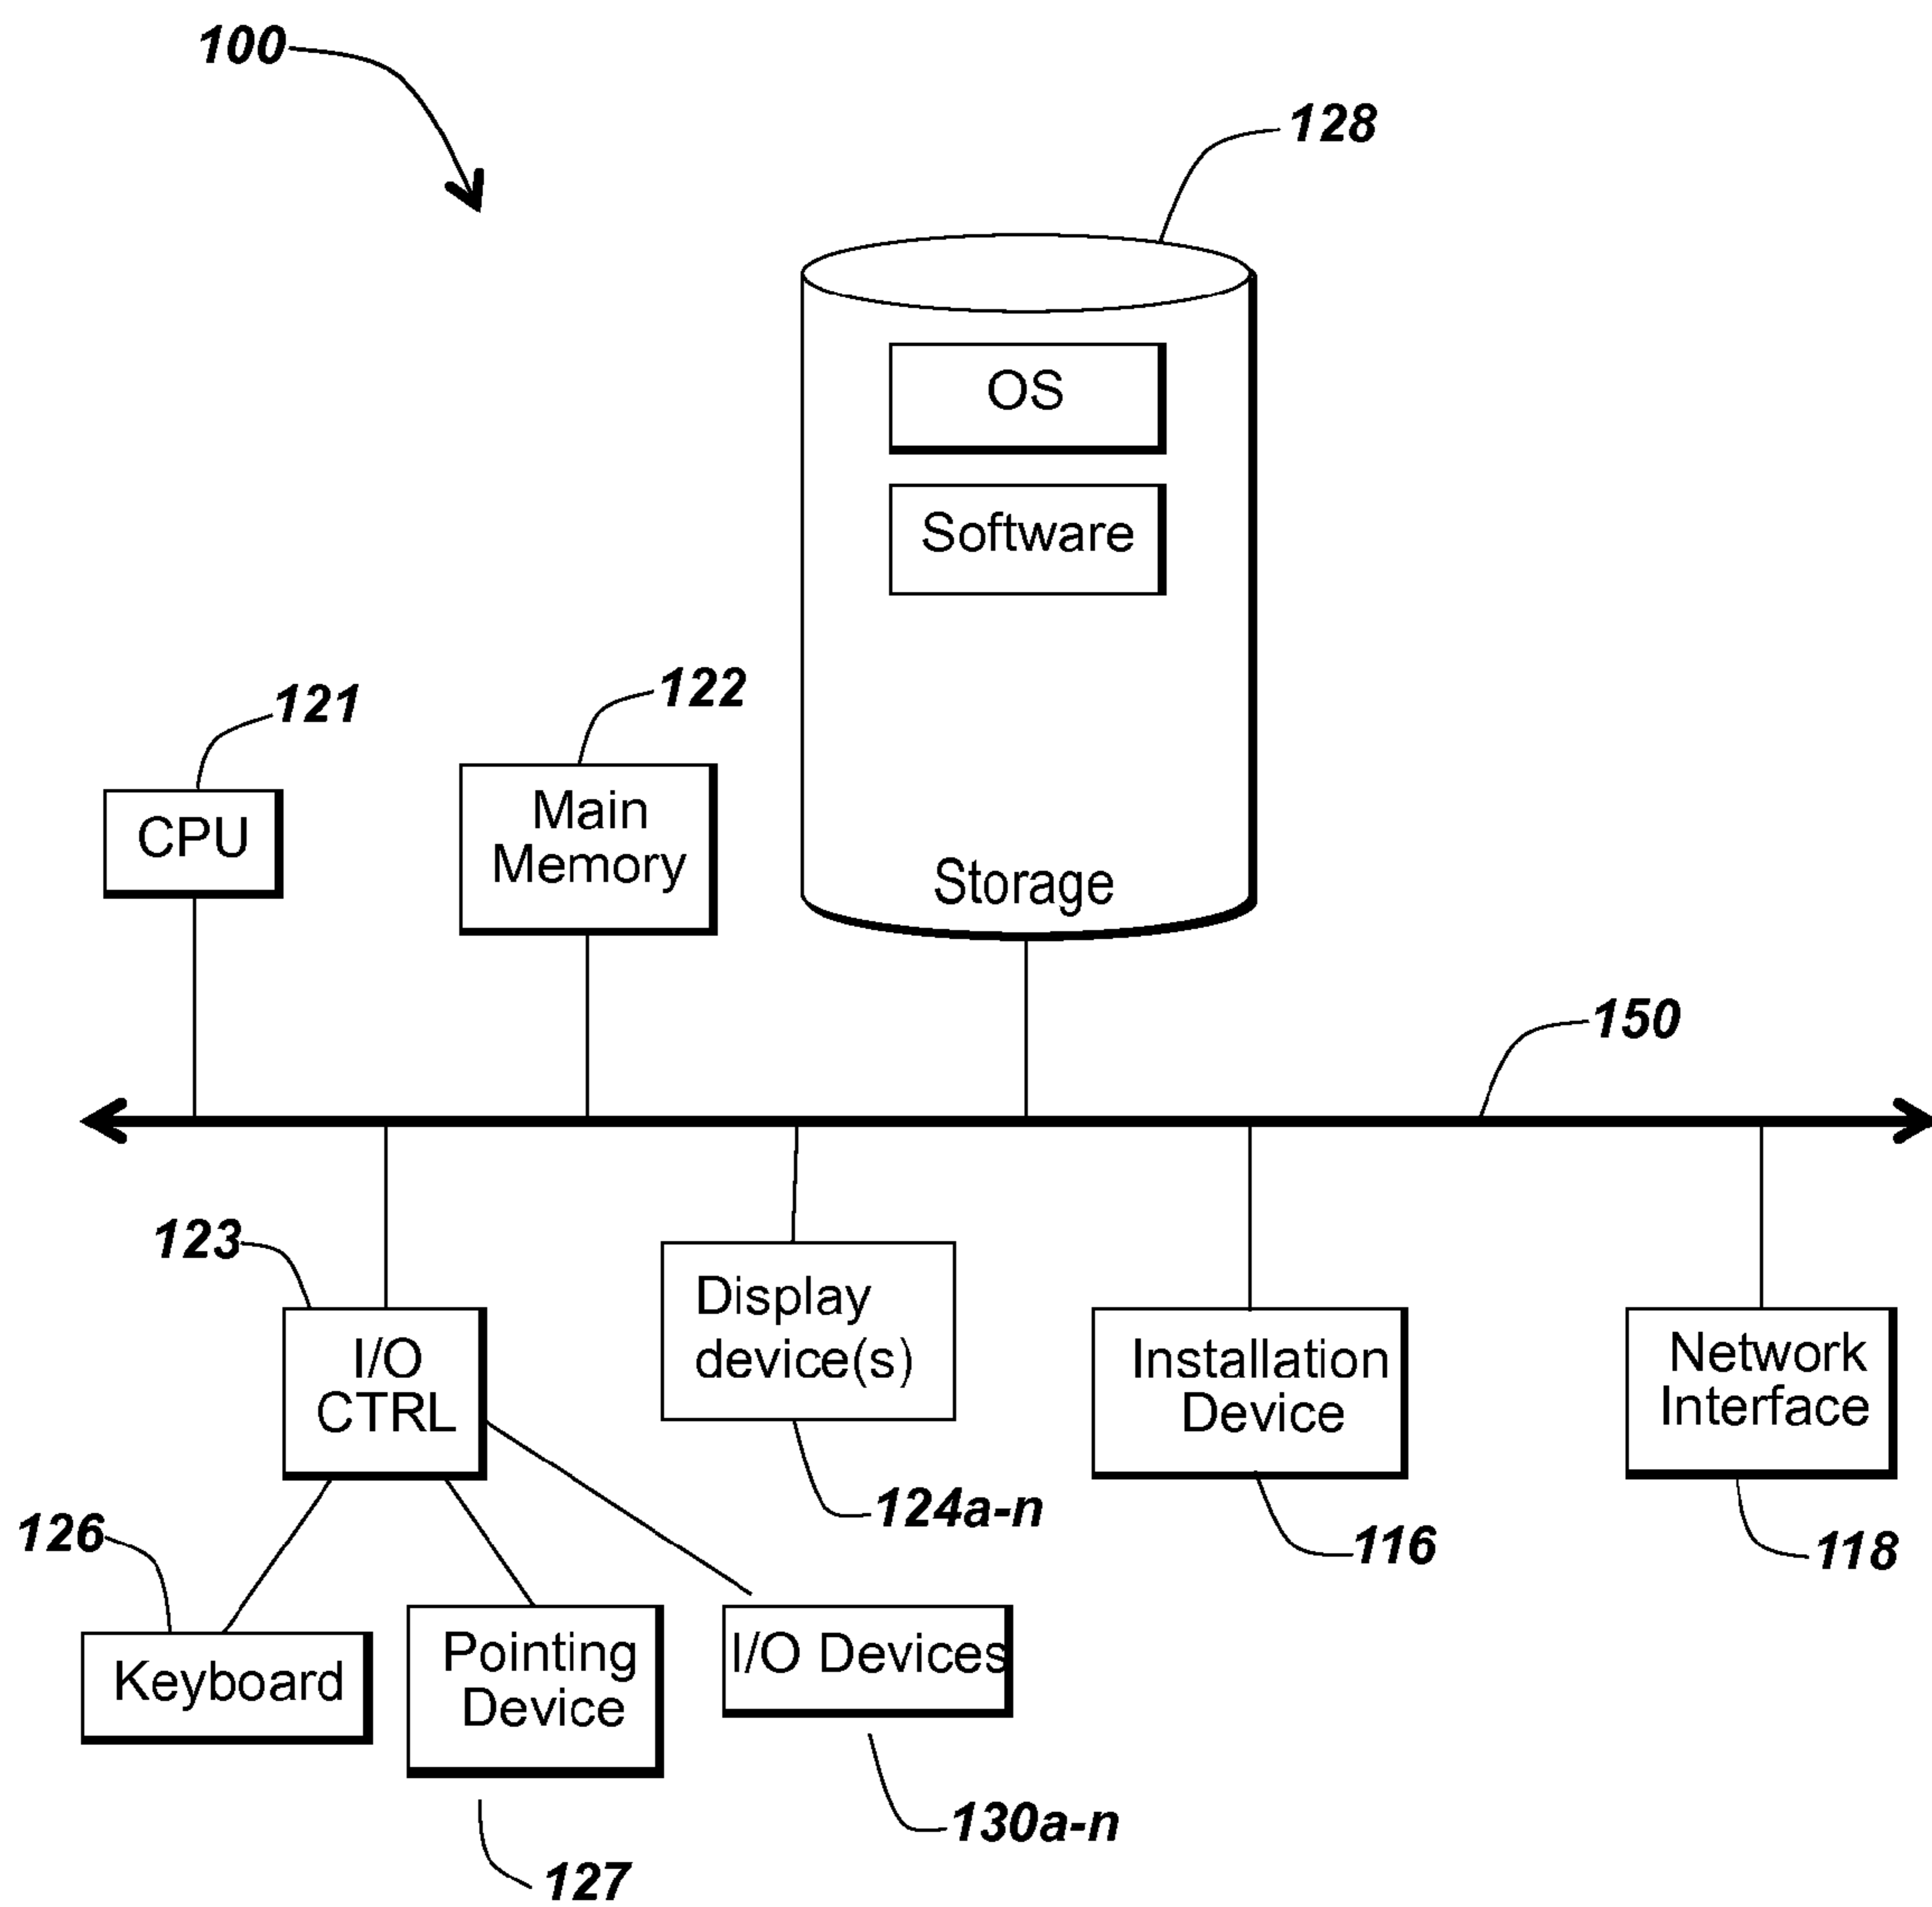 100
128
OS
Software
121
122
CPU
Main
Memory
Storage
150
123
I/O
CTRL
Display
device(s)
Installation
Device
Network
Interface
124a-n
126
116
118
Keyboard
Pointing
Device
I/O Devices
130a-n
127